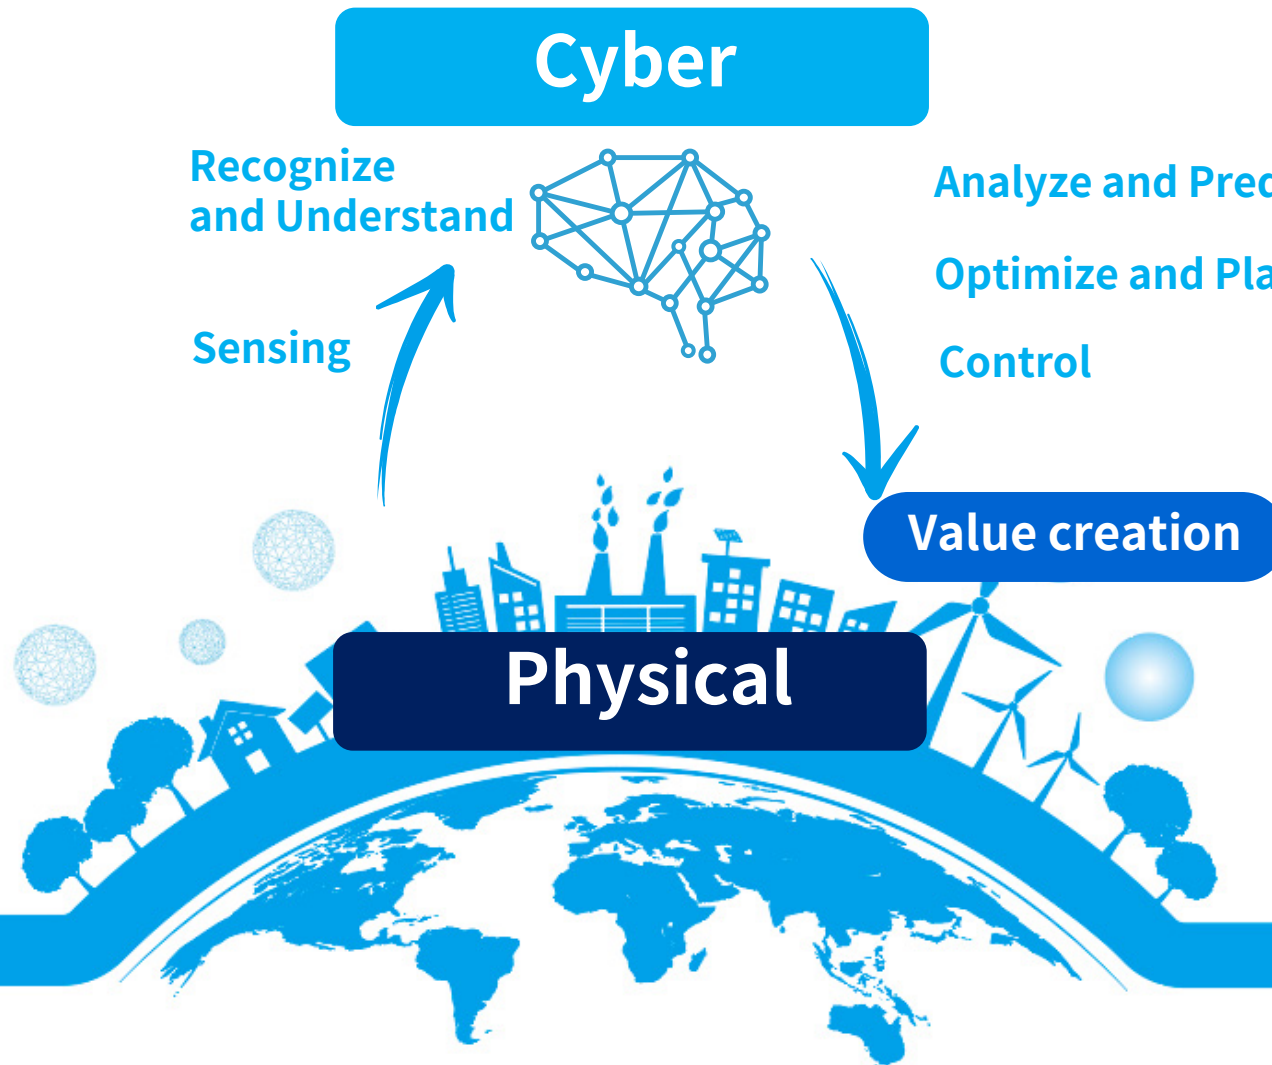 Cyber
Recognize
and Understand
Sensing
Analyze and
Optimize and
Control
Value creation
Physical